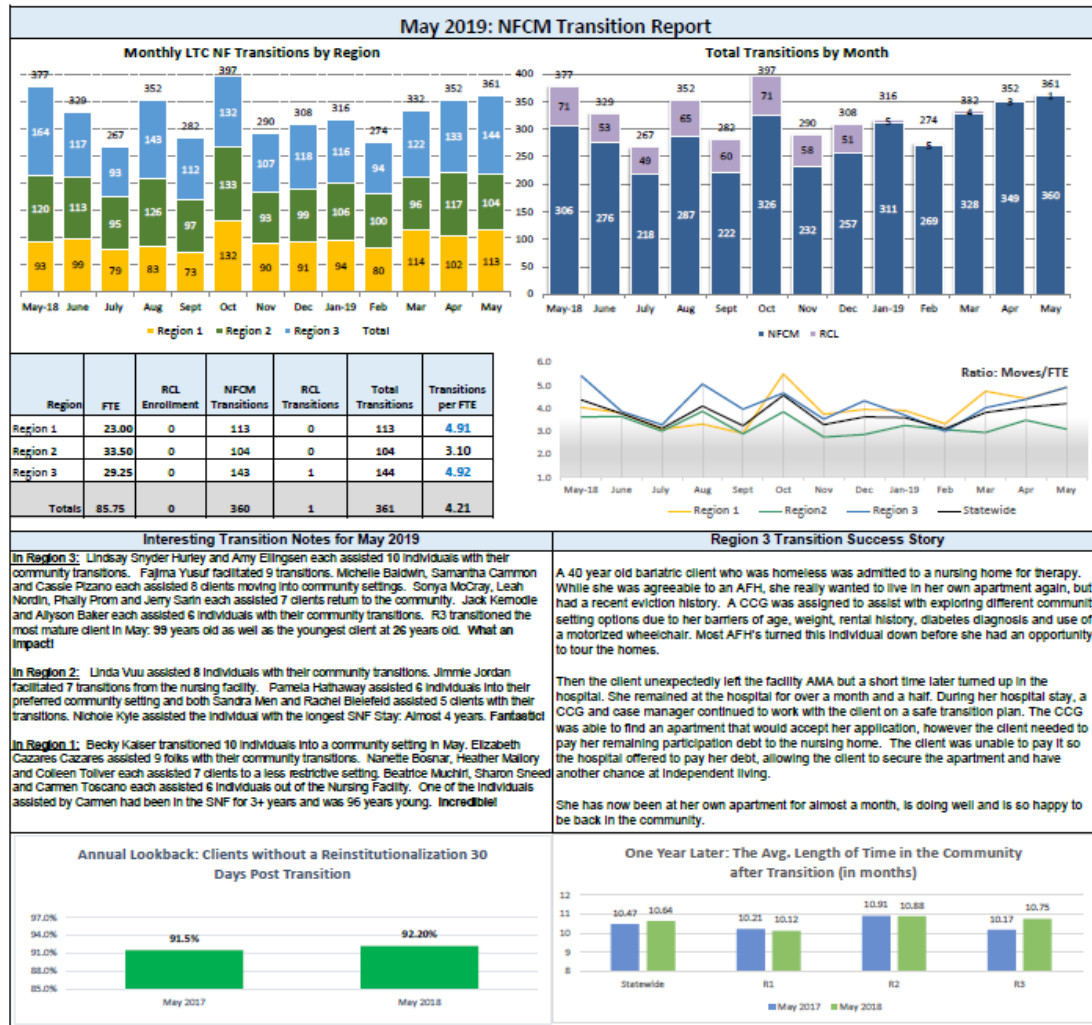 May 2019: NFCM Transition Report
Monthly LTC NF Transitions by Region
377
329
267
352
282
397
290
308
316
274
332
352
361
164
117
93
143
112
132
107
118
116
94
122
133
144
120
113
95
126
97
133
93
99
106
100
96
117
104
93
99
79
83
73
132
90
91
94
80
114
102
113
May-18 June July Aug Sept Oct Nov Dec Jan-19 Feb Mar Apr May
Region 1 Region 2 Region 3 Total
Total Transitions by Month
400
350
300
250
200
150
100
50
0
377
329
267
352
282
397
290
308
316
274
332
352
361
71
53
49
65
60
71
58
51
5
5
4
3
1
306
276
218
287
222
326
232
257
311
269
328
349
360
May-18 June July Aug Sept Oct Nov Dec Jan-19 Feb Mar Apr May
NFCM RCL
Region FTE RCL Enrollment NFCM Transitions RCL Transitions Total Transitions Transitions per FTE
Region 1 23.00 0 113 0 113 4.91
Region 2 33.50 0 104 0 104 3.10
Region 3 29.25 0 143 1 144 4.92
Totals 85.75 0 360 1 361 4.21
Ratio: Moves/FTE
6.0
5.0
4.0
3.0
2.0
1.0
May-18 June July Aug Sept Oct Nov Dec Jan-19 Feb Mar Apr May
Region 1 Region2 Region 3 Statewide
Interesting Transition Notes for May 2019
In Region 3: Lindsay Snyder Hurley and Amy Ellingsen each assisted 10 individuals with their
community transitions. Fajima Yusuf facilitated 9 transitions. Michelle Baldwin, Samantha Cammon
and Cassie Pizano each assisted 8 clients moving into community settings. Sonya McCray, Leah
Nordin, Phally Prom and Jerry Sarin each assisted 7 clients return to the community. Jack Kernodle
and Allyson Baker each assisted 6 individuals with their community transitions. R3 transitioned the
most mature client in May: 99 years old as well as the youngest client at 26 years old. What an
Impact!
In Region 2: Linda Vuu assisted 8 individuals with their community transitions. Jimmie Jordan
facilitated 7 transitions from the nursing facility. Pamela Hathaway assisted 6 individuals into their
preferred community setting and both Sandra Men and Rachel Bielefeld assisted 5 clients with their
transitions. Nichole Kyle assisted the individual with the longest SNF Stay: Almost 4 years. Fantastic!
In Region 1: Becky Kaiser transitioned 10 individuals into a community setting in May. Elizabeth
Cazares Cazares assisted 9 folks with their community transitions. Nanette Bosnar, Heather Mallory
and Colleen Toliver each assisted 7 clients to a less restrictive setting. Beatrice Muchiri, Sharon Sneed
and Carmen Toscano each assisted 6 individuals out of the Nursing Facility. One of the individuals
assisted by Carmen had been in the SNF for 3+ years and was 96 years young. Incredible!
Region 3 Transition Success Story
A 40 year old bariatric client who was homeless was admitted to a nursing home for therapy.
While she was agreeable to an AFH, she really wanted to live in her own apartment again, but
had a recent eviction history. A CCG was assigned to assist with exploring different communit
setting options due to her barriers of age, weight, rental history, diabetes diagnosis and use of
a motorized wheelchair. Most AFH's turned this individual down before she had an opportunity
to tour the homes.
Then the client unexpectedly left the facility AMA but a short time later turned up in the
hospital. She remained at the hospital for over a month and a half. During her hospital stay, a
CCG and case manager continued to work with the client on a safe transition plan. The CCG
was able to find an apartment that would accept her application, however the client needed to
pay her remaining participation debt to the nursing home. The client was unable to pay it so
the hospital offered to pay her debt, allowing the client to secure the apartment and have
another chance at independent living.
She has now been at her own apartment for almost a month, is doing well and is so happy to
be back in the community.
Annual Lookback: Clients without a Reinstitutionalization 30
Days Post Transition
97.0%
94.0%
91.0%
88.0%
85.0%
91.5%
92.20%
May 2017 May 2018
One Year Later: The Avg. Length of Time in the Community
after Transition (in months)
12
11
10
9
8
10.47 10.64
10.21 10.12
10.91 10.88
10.17 10.75
Statewide R1 R2 R3
May 2017 May 2018